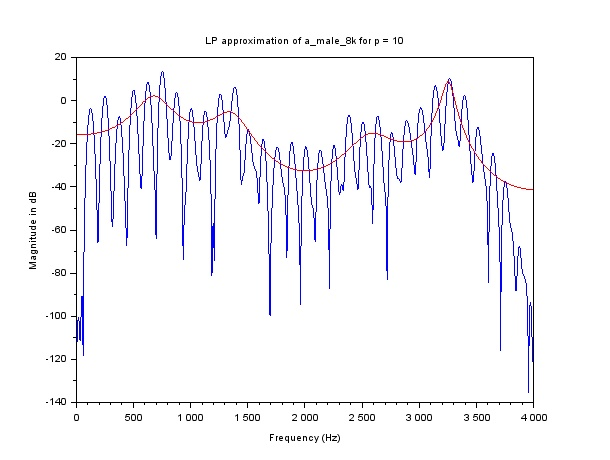 LP approximation of a_male_8k for p = 10
20
0
-20
-40
-60
-80
-100
-120
-140
Magnitude in dB
0 500 1 000 1 500 2 000 2 500 3 000 3 500 4 000
Frequency (Hz)